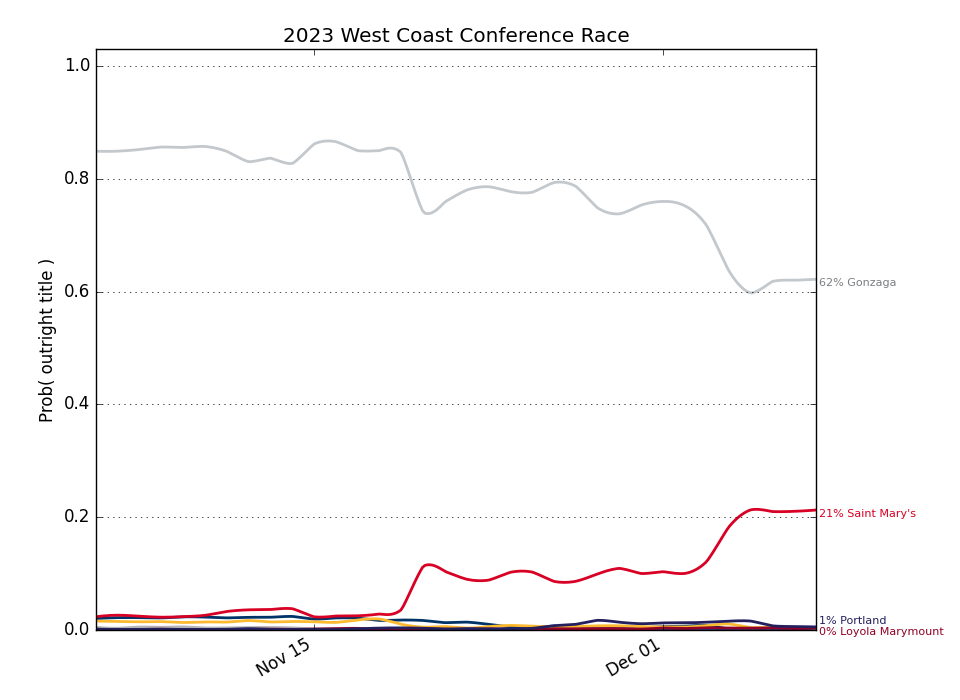 2023 West Coast Conference Race
Prob( outright title )
1.0
0.8
0.6
0.4
0.2
0.0
Nov 15
Dec 01
62% Gonzaga
21% Saint Mary's
1% Portland
0% Loyola Marymount